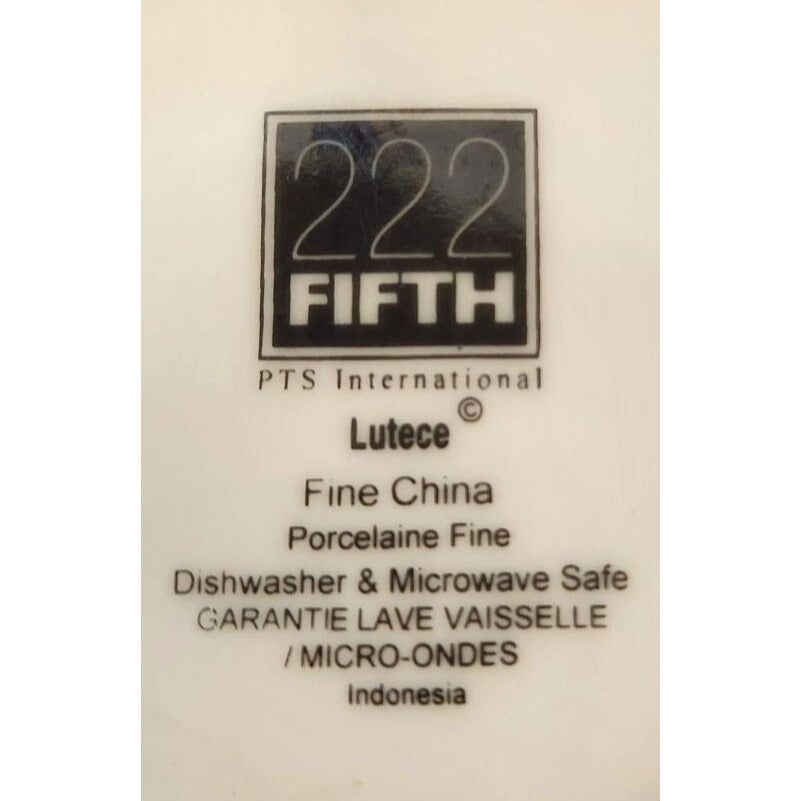 222
FIFTH
PTS International
Lutece©
Fine China
Porcelaine Fine
Dishwasher & Microwave Safe
GARANTIE LAVE VAISSELLE
/ MICRO-ONDES
Indonesia